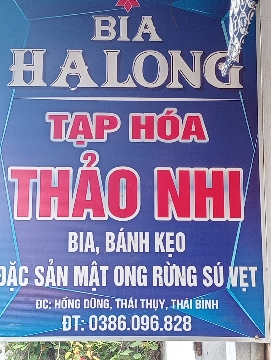 BIA
HẠLONG
TẠP HÓA
THẢO NHI
BIA, BÁNH KẸO
ĐẶC SẢN MẬT ONG RỪNG SÚ VẸT
ĐC: HỒNG DŨNG, THÁI THỤY, THÁI BÌNH
ĐT: 0386.096.828